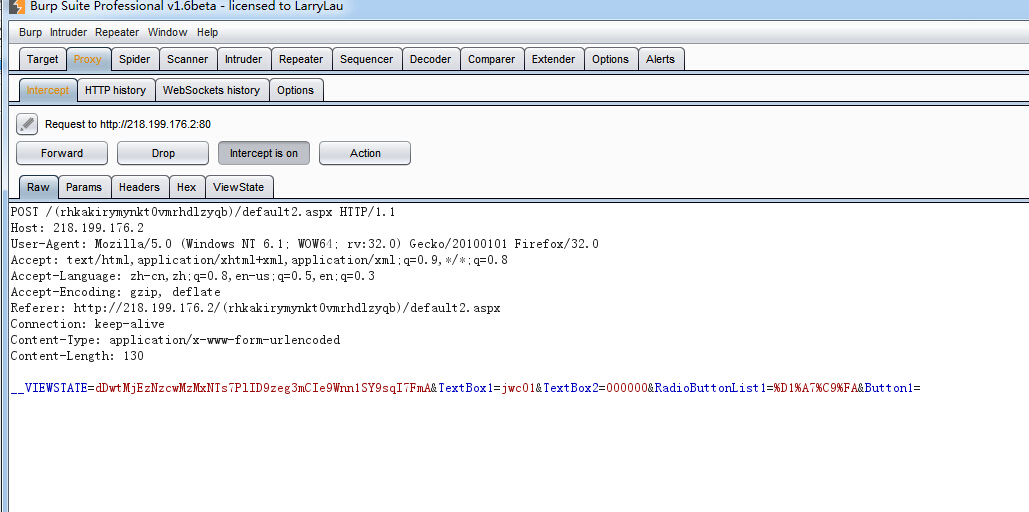 Burp Suite Professional v1.6beta - licensed to LarryLau
Burp Intruder Repeater Window Help
Target Proxy Spider Scanner Intruder Repeater Sequencer Decoder Comparer Extender Options Alerts
Intercept HTTP history WebSockets history Options
Request to http://218.199.176.2:80
Forward Drop Intercept is on Action
Raw Params Headers Hex ViewState
POST /(rhkakirymynkt0vmrhdlzyqb)/default2.aspx HTTP/1.1
Host: 218.199.176.2
User-Agent: Mozilla/5.0 (Windows NT 6.1; WOW64; rv:32.0) Gecko/20100101 Firefox/32.0
Accept: text/html,application/xhtml+xml,application/xml;q=0.9,*/*;q=0.8
Accept-Language: zh-cn,zh;q=0.8,en-us;q=0.5,en;q=0.3
Accept-Encoding: gzip, deflate
Referer: http://218.199.176.2/(rhkakirymynkt0vmrhdlzyqb)/default2.aspx
Connection: keep-alive
Content-Type: application/x-www-form-urlencoded
Content-Length: 130
__VIEWSTATE=dDwtMjEzNzcwMzMxNTs7PlID9zeg3mCIe9Wnn1SY9sqI7FmA&TextBox1=jwc01&TextBox2=000000&RadioButtonList1=%D1%A7%C9%FA&Button1=